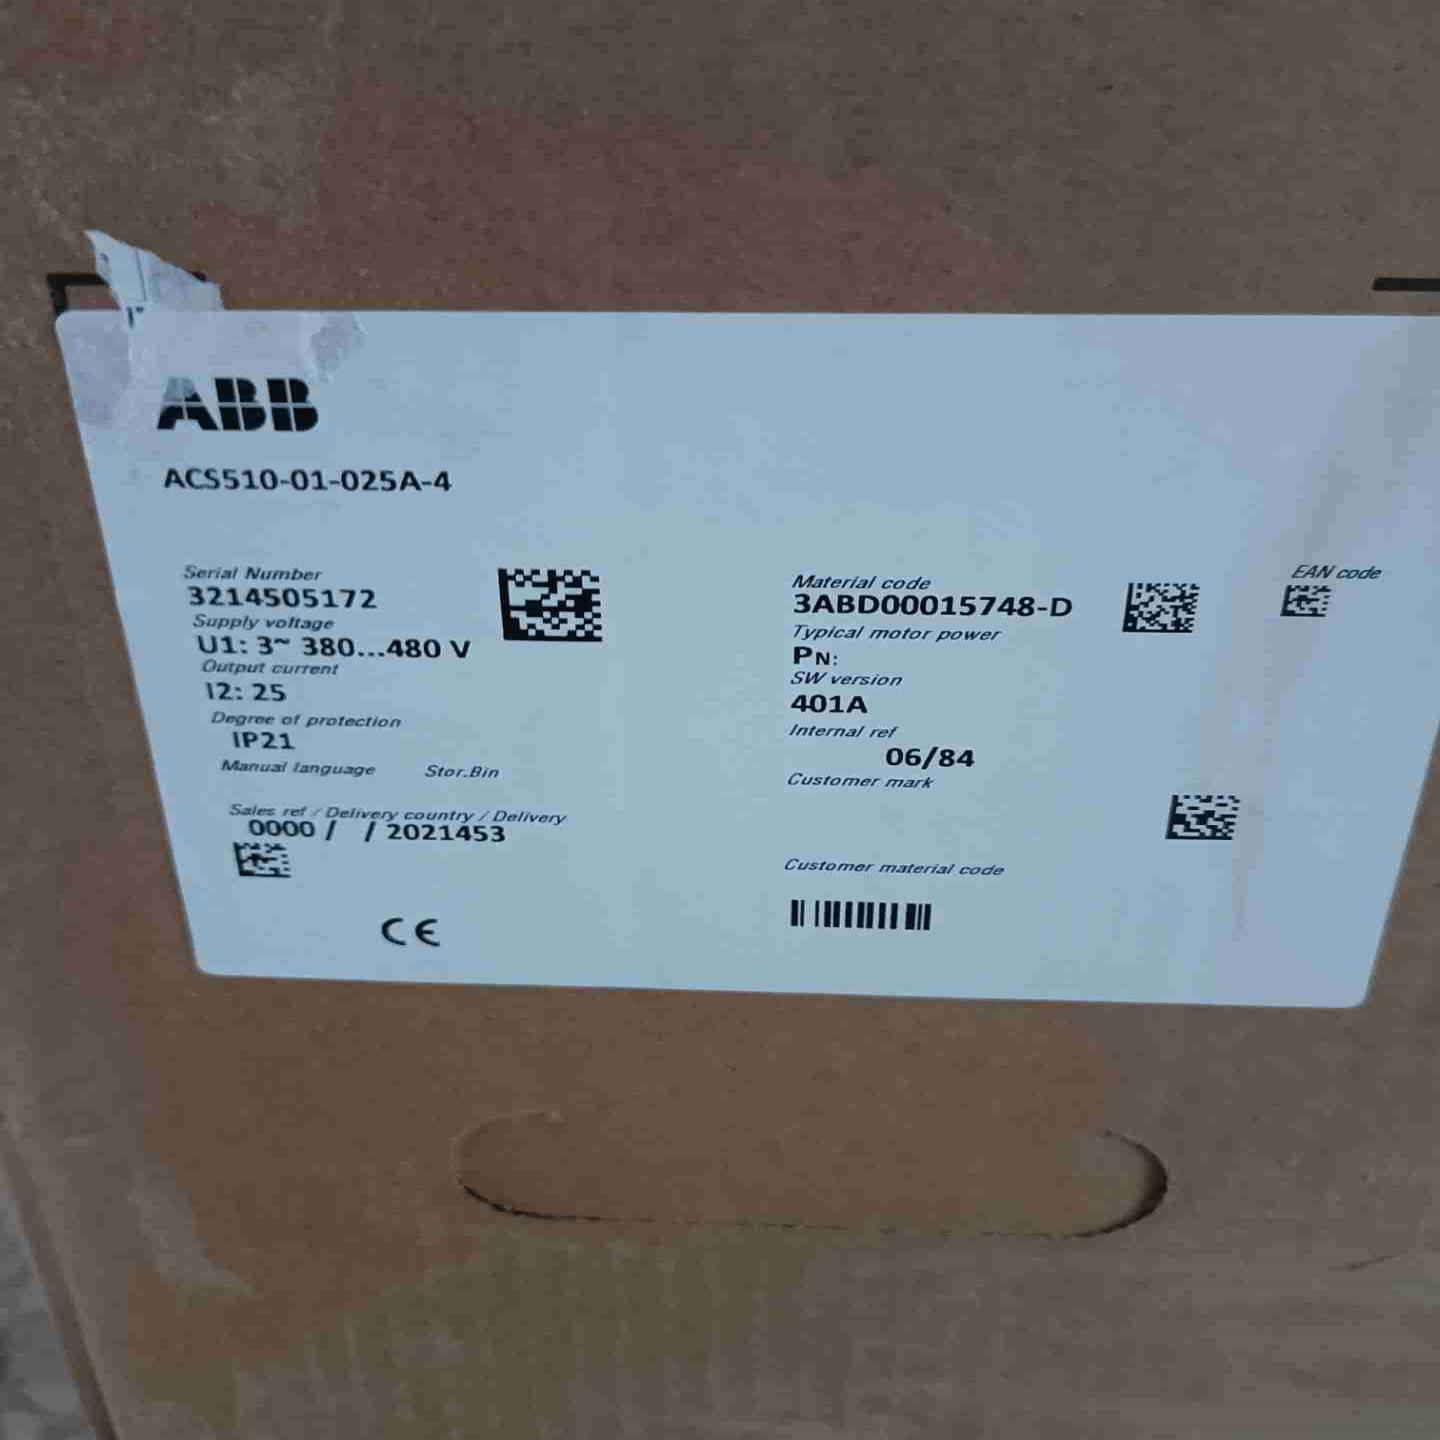 ABB
ACS510-01-025A-4
Serial Number
3214505172
Supply voltage
U1: 3~ 380...480 V
Output current
I2: 25
Degree of protection
IP21
Manual language Stor.Bin
Sales ref / Delivery country / Delivery
0000 / / 2021453
CE
Material code
3ABD00015748-D
Typical motor power
PN:
SW version
401A
Internal ref
06/84
Customer mark
Customer material code
EAN code